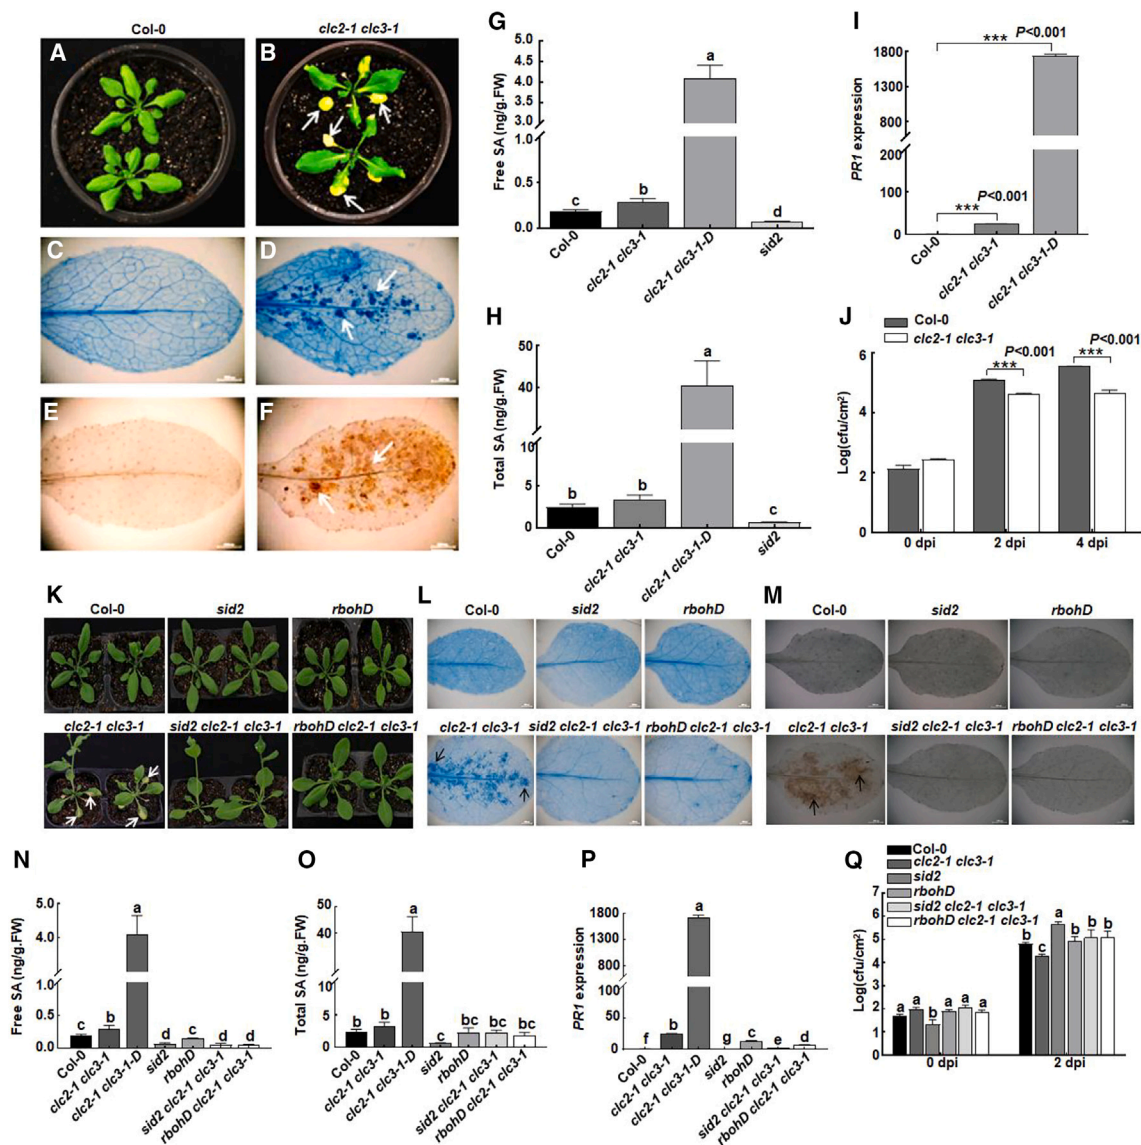 Col-0
clc2-1 clc3-1
A
B
C
D
E
F
G
Free SA (ng/g.FW)
5.0
4.5
4.0
3.5
3.0
1.0
0.5
0.0
c
b
a
d
Col-0
clc2-1 clc3-1
clc2-1 clc3-1-D
sid2
H
Total SA (ng/g.FW)
50
40
10
5
0
b
b
a
c
Col-0
clc2-1 clc3-1
clc2-1 clc3-1-D
sid2
I
PR1 expression
1800
1300
800
200
100
0
*** P<0.001
*** P<0.001
Col-0
clc2-1 clc3-1
clc2-1 clc3-1-D
J
Col-0
clc2-1 clc3-1
Log(cfu/cm²)
6
4
2
0
P<0.001
***
P<0.001
***
0 dpi
2 dpi
4 dpi
K
Col-0
sid2
rbohD
clc2-1 clc3-1
sid2 clc2-1 clc3-1
rbohD clc2-1 clc3-1
L
Col-0
sid2
rbohD
clc2-1 clc3-1
sid2 clc2-1 clc3-1
rbohD clc2-1 clc3-1
M
Col-0
sid2
rbohD
clc2-1 clc3-1
sid2 clc2-1 clc3-1
rbohD clc2-1 clc3-1
N
Free SA (ng/g.FW)
5.0
4.0
1.0
0.5
0.0
c
b
a
d
c
d
d
Col-0
clc2-1 clc3-1
clc2-1 clc3-1-D
sid2
rbohD
sid2 clc2-1 clc3-1
rbohD clc2-1 clc3-1
O
Total SA (ng/g.FW)
50
40
10
5
0
b
b
a
c
bc
bc
bc
Col-0
clc2-1 clc3-1
clc2-1 clc3-1-D
sid2
rbohD
sid2 clc2-1 clc3-1
rbohD clc2-1 clc3-1
P
PR1 expression
1800
1300
800
100
50
0
f
b
a
g
c
e
d
Col-0
clc2-1 clc3-1
clc2-1 clc3-1-D
sid2
rbohD
sid2 clc2-1 clc3-1
rbohD clc2-1 clc3-1
Q
Col-0
clc2-1 clc3-1
sid2
rbohD
sid2 clc2-1 clc3-1
rbohD clc2-1 clc3-1
Log(cfu/cm²)
7
6
5
4
2
1
0
a
a
b
a
a
a
b
c
a
b
b
b
0 dpi
2 dpi